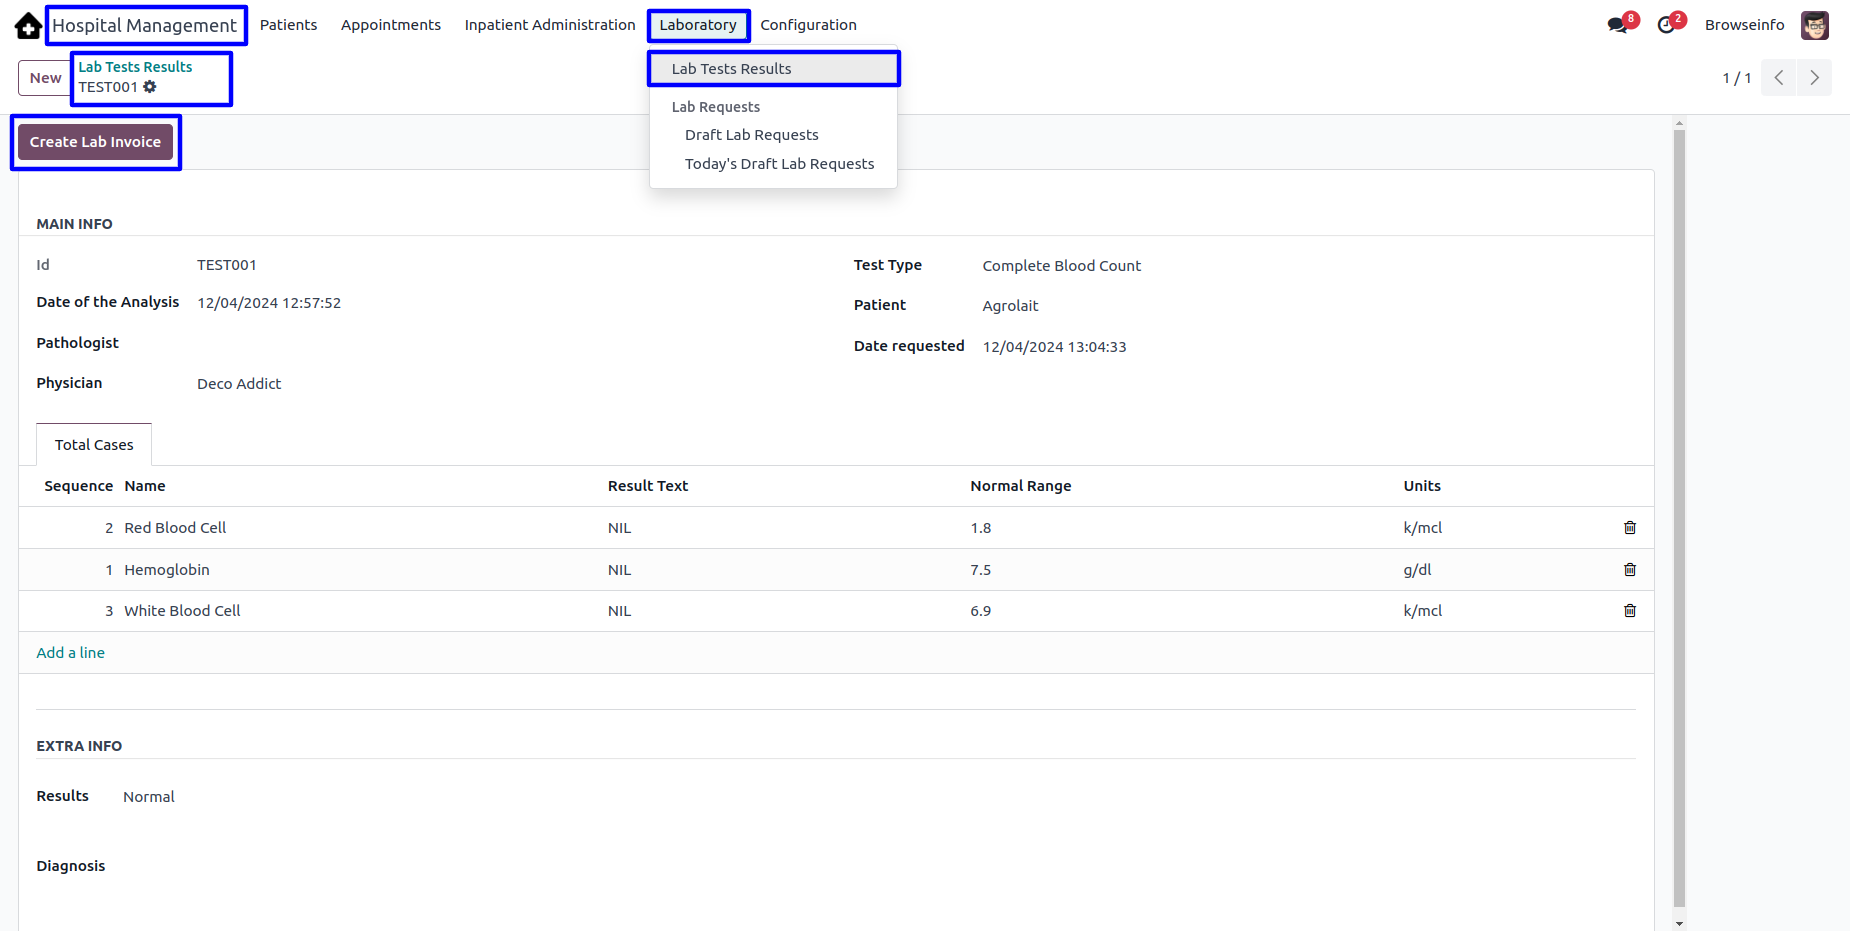 Hospital Management Patients Appointments Inpatient Administration Laboratory Configuration 8 2 Browseinfo
New Lab Tests Results
TEST001
1 / 1
Lab Tests Results
Lab Requests
Draft Lab Requests
Today's Draft Lab Requests
Create Lab Invoice
MAIN INFO
Id TEST001
Test Type Complete Blood Count
Date of the Analysis 12/04/2024 12:57:52
Patient Agrolait
Pathologist
Date requested 12/04/2024 13:04:33
Physician Deco Addict
Total Cases
Sequence Name Result Text Normal Range Units
2 Red Blood Cell NIL 1.8 k/mcl
1 Hemoglobin NIL 7.5 g/dl
3 White Blood Cell NIL 6.9 k/mcl
Add a line
EXTRA INFO
Results Normal
Diagnosis